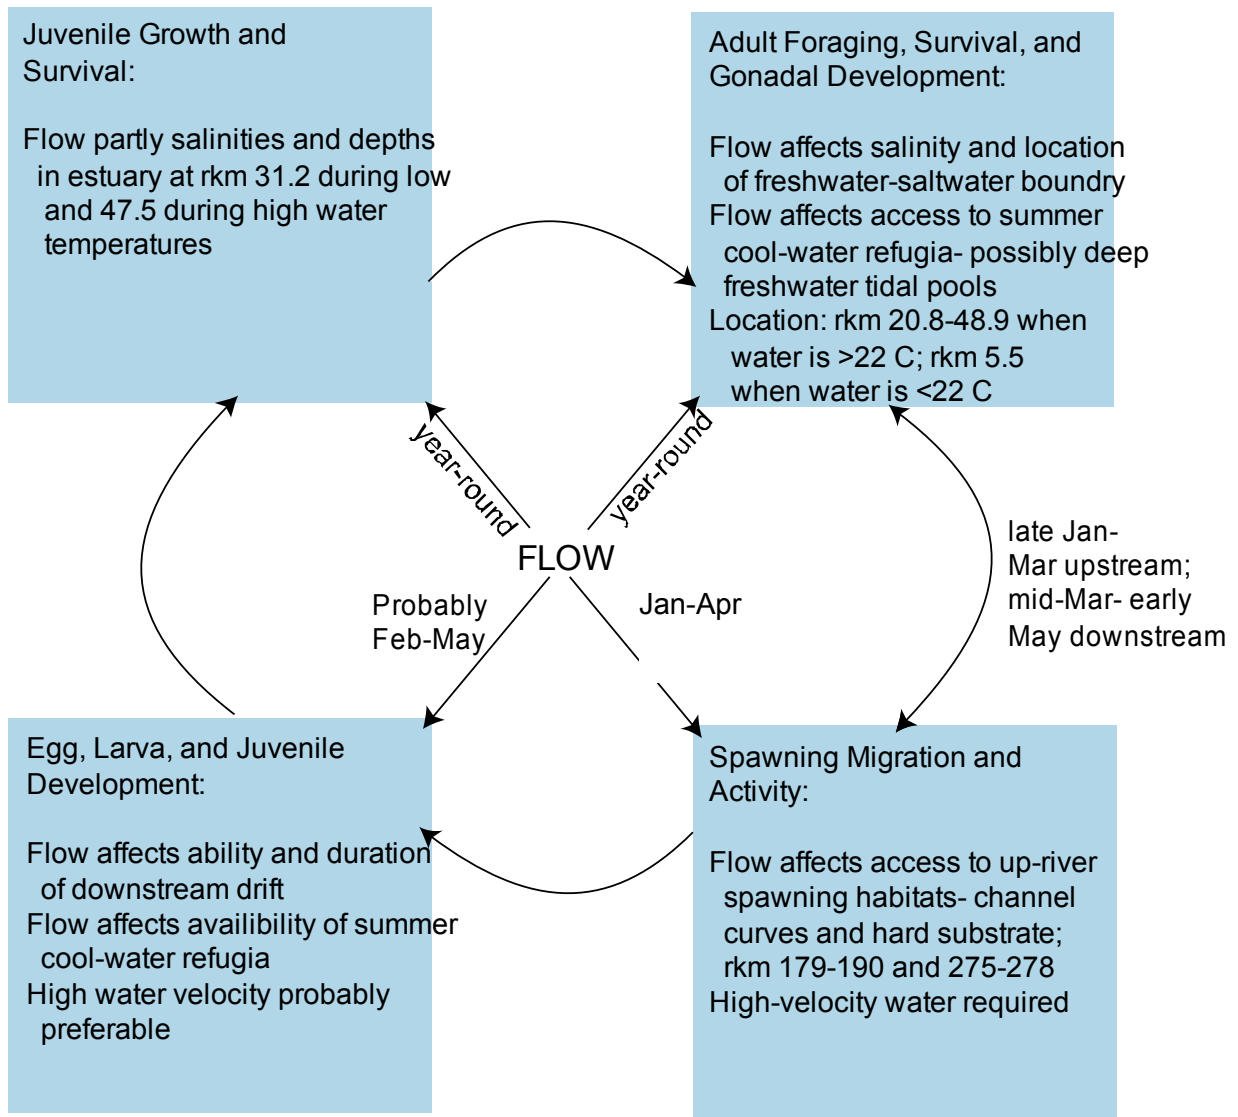 Juvenile Growth and
Survival:
Flow partly salinities and depths
in estuary at rkm 31.2 during low
and 47.5 during high water
temperatures
Adult Foraging, Survival, and
Gonadal Development:
Flow affects salinity and location
of freshwater-saltwater boundry
Flow affects access to summer
cool-water refugia- possibly deep
freshwater tidal pools
Location: rkm 20.8-48.9 when
water is >22 C; rkm 5.5
when water is <22 C
year-round
year-round
FLOW
Probably
Feb-May
Jan-Apr
late Jan-
Mar upstream;
mid-Mar- early
May downstream
Egg, Larva, and Juvenile
Development:
Flow affects ability and duration
of downstream drift
Flow affects availibility of summer
cool-water refugia
High water velocity probably
preferable
Spawning Migration and
Activity:
Flow affects access to up-river
spawning habitats- channel
curves and hard substrate;
rkm 179-190 and 275-278
High-velocity water required